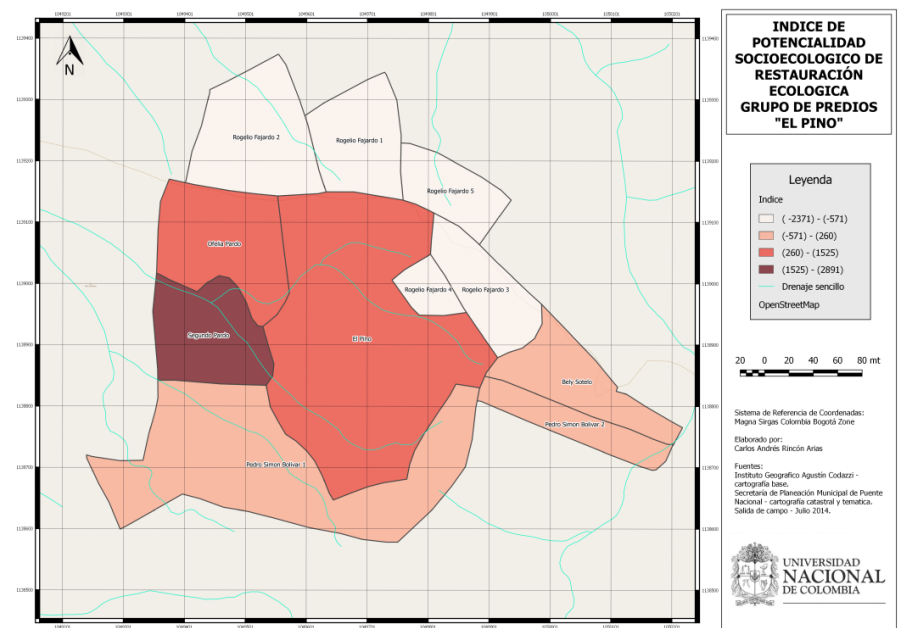 INDICE DE
POTENCIALIDAD
SOCIOECOLOGICO DE
RESTAURACIÓN
ECOLOGICA
GRUPO DE PREDIOS
"EL PINO"
N
Rogelio Fajardo 2
Rogelio Fajardo 1
Rogelio Fajardo 5
Ofelia Pardo
Rogelio Fajardo 4
Rogelio Fajardo 3
Segundo Pardo
El Pino
Bely Sotelo
Pedro Simon Bolivar 2
Pedro Simon Bolivar 1
Leyenda
Indice
( -2371) - (-571)
(-571) - (260)
(260) - (1525)
(1525) - (2891)
Drenaje sencillo
OpenStreetMap
20 0 20 40 60 80 mt
Sistema de Referencia de Coordenadas:
Magna Sirgas Colombia Bogotá Zone
Elaborado por:
Carlos Andrés Rincón Arias
Fuentes:
Instituto Geografico Agustín Codazzi -
cartografía base.
Secretaría de Planeación Municipal de Puente
Nacional - cartografía catastral y tematica.
Salida de campo - Julio 2014.
UNIVERSIDAD
NACIONAL
DE COLOMBIA